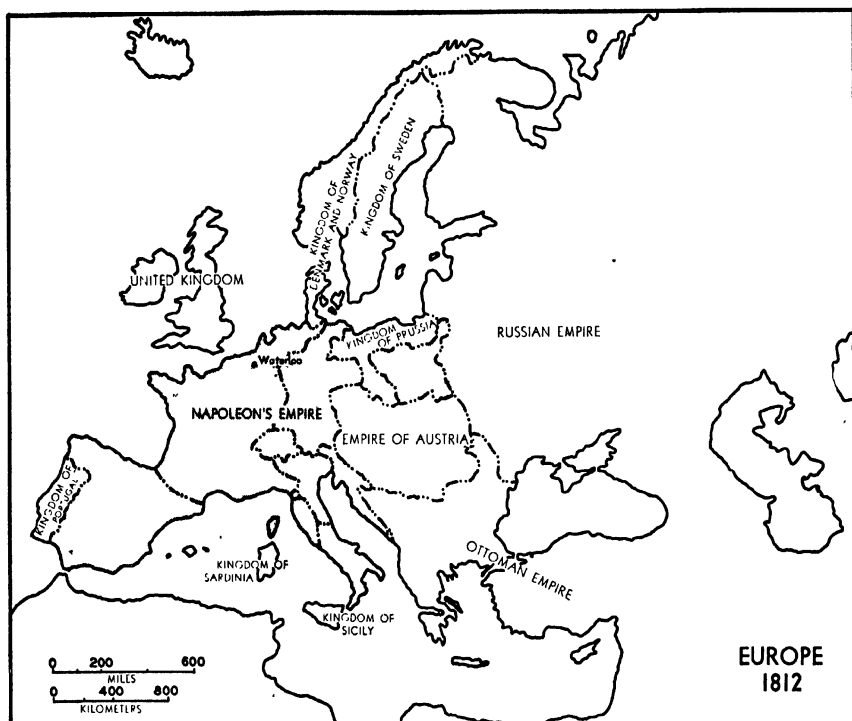 KINGDOM OF
DENMARK AND NORWAY
KINGDOM OF SWEDEN
UNITED KINGDOM
KINGDOM
OF PRUSSIA
RUSSIAN EMPIRE
Waterloo
NAPOLEON'S EMPIRE
EMPIRE OF AUSTRIA
KINGDOM OF
PORTUGAL
OTTOMAN EMPIRE
KINGDOM OF
SARDINIA
KINGDOM OF
SICILY
0 200 600
MILES
0 400 800
KILOMETERS
EUROPE
1812